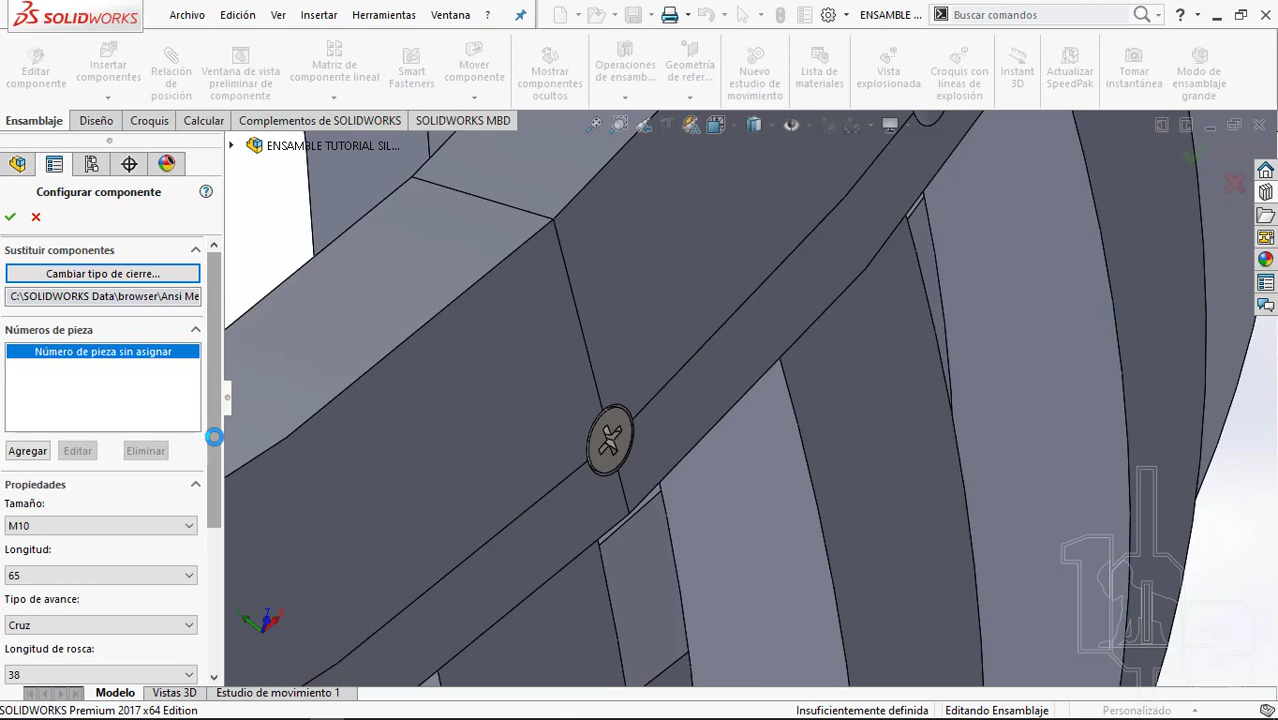 SOLIDWORKS
Archivo Edición Ver Insertar Herramientas Ventana ?
ENSAMBLE ...
Buscar comandos
Editar componente
Insertar componentes
Relación de posición
Ventana de vista preliminar de componente
Matriz de componente lineal
Smart Fasteners
Mover componente
Mostrar componentes ocultos
Operaciones de ensamb...
Geometría de refer...
Nuevo estudio de movimiento
Lista de materiales
Vista explosionada
Croquis con líneas de explosión
Instant 3D
Actualizar SpeedPak
Tomar instantánea
Modo de ensamblaje grande
Ensamblaje Diseño Croquis Calcular Complementos de SOLIDWORKS SOLIDWORKS MBD
ENSAMBLE TUTORIAL SIL...
Configurar componente
Sustituir componentes
Cambiar tipo de cierre...
C:\SOLIDWORKS Data\browser\Ansi Me
Números de pieza
Número de pieza sin asignar
Agregar Editar Eliminar
Propiedades
Tamaño:
M10
Longitud:
65
Tipo de avance:
Cruz
Longitud de rosca:
38
Modelo Vistas 3D Estudio de movimiento 1
SOLIDWORKS Premium 2017 x64 Edition
Insuficientemente definida
Editando Ensamblaje
Personalizado